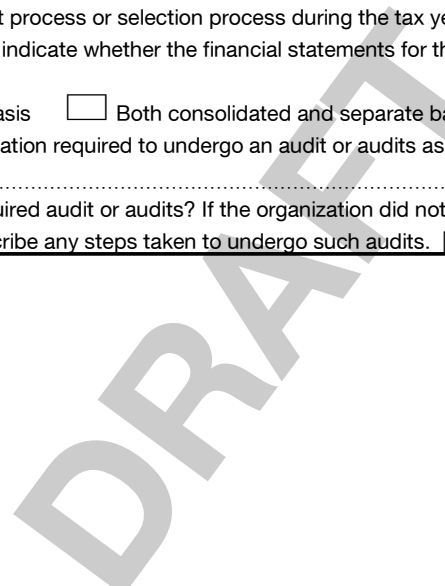 t process or selection process during the tax ye
indicate whether the financial statements for th
asis Both consolidated and separate ba
ation required to undergo an audit or audits as
uired audit or audits? If the organization did not
cribe any steps taken to undergo such audits.
DRAFT